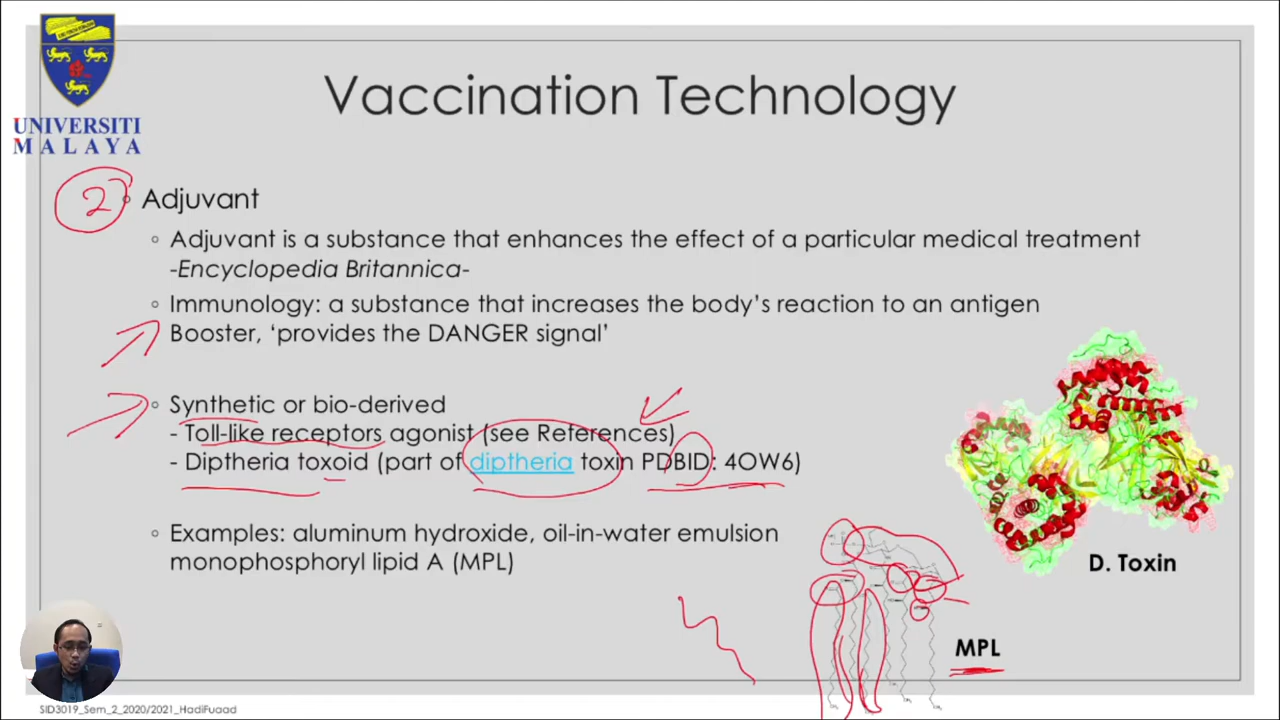 UNIVERSITI
MALAYA
Vaccination Technology
2
Adjuvant
Adjuvant is a substance that enhances the effect of a particular medical treatment
-Encyclopedia Britannica-
Immunology: a substance that increases the body's reaction to an antigen
Booster, 'provides the DANGER signal'
Synthetic or bio-derived
- Toll-like receptors agonist (see References)
- Diptheria toxoid (part of diptheria toxin PDBID: 4OW6)
Examples: aluminum hydroxide, oil-in-water emulsion
monophosphoryl lipid A (MPL)
D. Toxin
MPL
SID3019_Sem_2_2020/2021_HadiFuaad